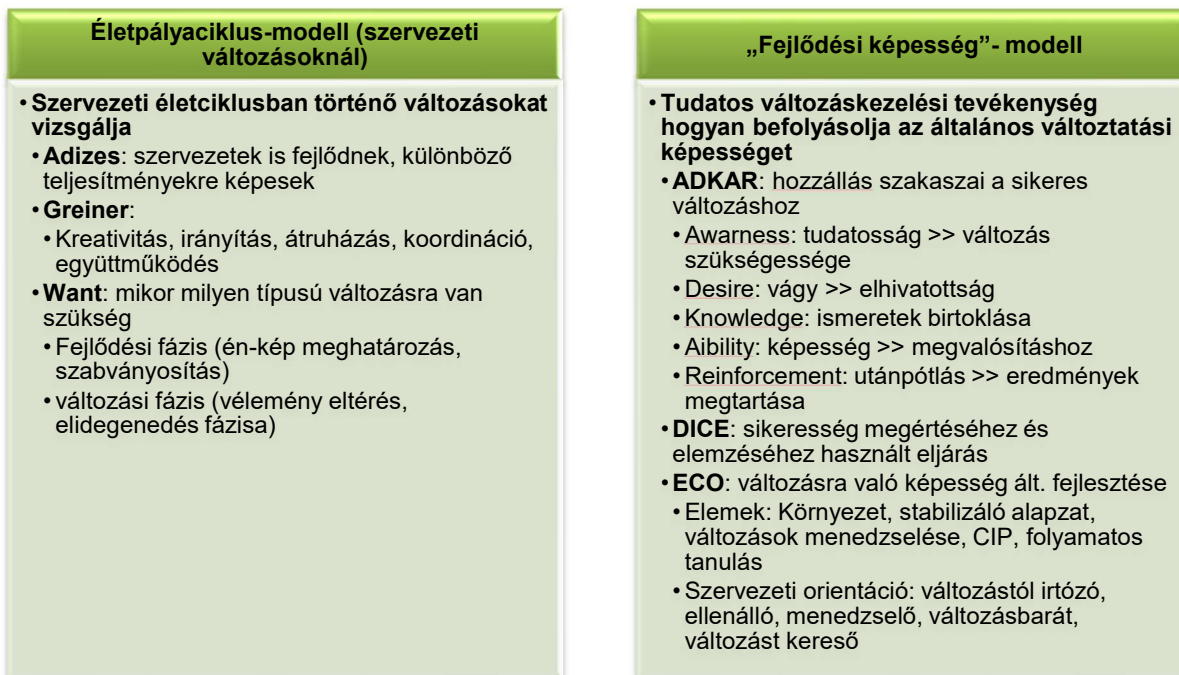 Életpályaciklus-modell (szervezeti
változásoknál)
• Szervezeti életciklusban történő változásokat
vizsgálja
• Adizes: szervezetek is fejlődnek, különböző
teljesítményekre képesek
• Greiner:
• Kreativitás, irányítás, átruházás, koordináció,
együttműködés
• Want: mikor milyen típusú változásra van
szükség
• Fejlődési fázis (én-kép meghatározás,
szabványosítás)
• változási fázis (vélemény eltérés,
elidegenedés fázisa)
„Fejlődési képesség”- modell
• Tudatos változáskezelési tevékenység
hogyan befolyásolja az általános változtatási
képességet
• ADKAR: hozzállás szakaszai a sikeres
változáshoz
• Awarness: tudatosság >> változás
szükségessége
• Desire: vágy >> elhivatottság
• Knowledge: ismeretek birtoklása
• Aibility: képesség >> megvalósításhoz
• Reinforcement: utánpótlás >> eredmények
megtartása
• DICE: sikeresség megértéséhez és
elemzéséhez használt eljárás
• ECO: változásra való képesség ált. fejlesztése
• Elemek: Környezet, stabilizáló alapzat,
változások menedzselése, CIP, folyamatos
tanulás
• Szervezeti orientáció: változástól irtózó,
ellenálló, menedzselő, változásbarát,
változást kereső